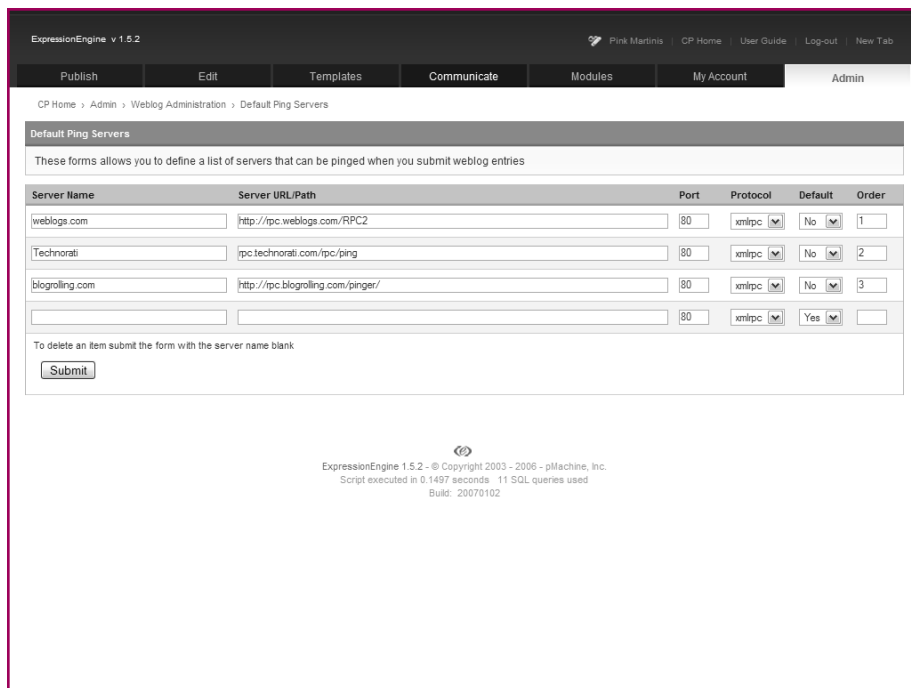 ExpressionEngine v 1.5.2
Pink Martinis | CP Home | User Guide | Log-out | New Tab
Publish Edit Templates Communicate Modules My Account Admin
CP Home › Admin › Weblog Administration › Default Ping Servers
Default Ping Servers
These forms allows you to define a list of servers that can be pinged when you submit weblog entries
Server Name Server URL/Path Port Protocol Default Order
weblogs.com http://rpc.weblogs.com/RPC2 80 xmlrpc No 1
Technorati rpc.technorati.com/rpc/ping 80 xmlrpc No 2
blogrolling.com http://rpc.blogrolling.com/pinger/ 80 xmlrpc No 3
80 xmlrpc Yes
To delete an item submit the form with the server name blank
Submit
ExpressionEngine 1.5.2 - © Copyright 2003 - 2006 - pMachine, Inc.
Script executed in 0.1497 seconds 11 SQL queries used
Build: 20070102